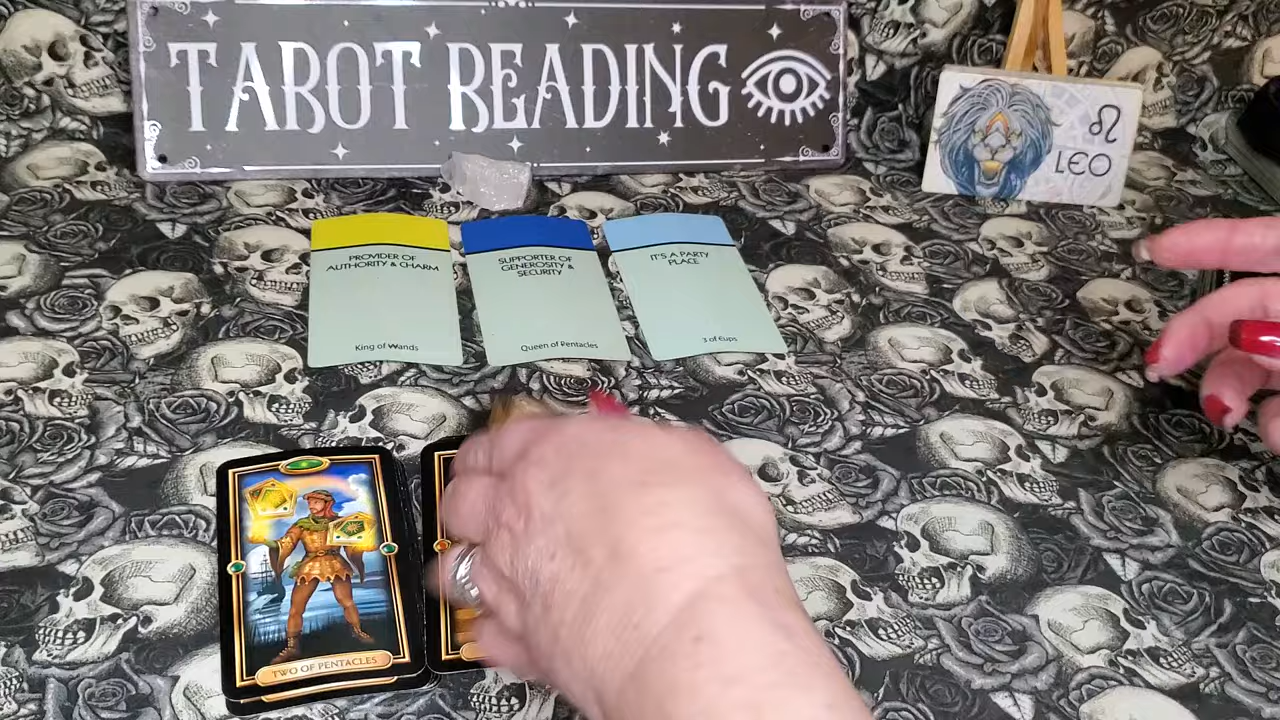 TAROT READING
♌
LEO
PROVIDER OF
AUTHORITY & CHARM
King of Wands
SUPPORTER OF
GENEROSITY &
SECURITY
Queen of Pentacles
IT'S A PARTY
PLACE
3 of Cups
TWO OF PENTACLES